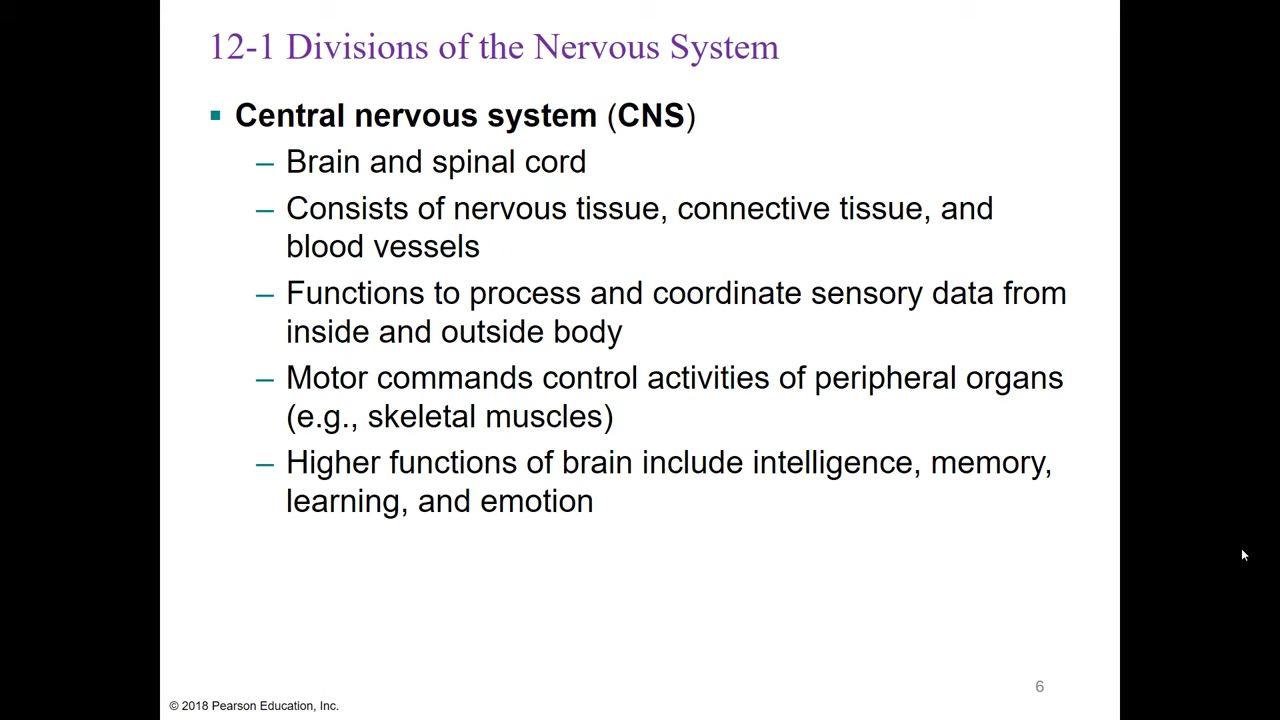 12-1 Divisions of the Nervous System
▪ Central nervous system (CNS)
– Brain and spinal cord
– Consists of nervous tissue, connective tissue, and
blood vessels
– Functions to process and coordinate sensory data from
inside and outside body
– Motor commands control activities of peripheral organs
(e.g., skeletal muscles)
– Higher functions of brain include intelligence, memory,
learning, and emotion
6
© 2018 Pearson Education, Inc.